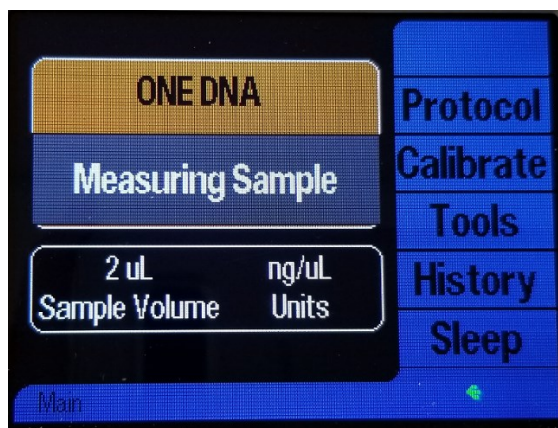 ONE DNA
Measuring Sample
2 uL ng/uL
Sample Volume Units
Protocol
Calibrate
Tools
History
Sleep
Main